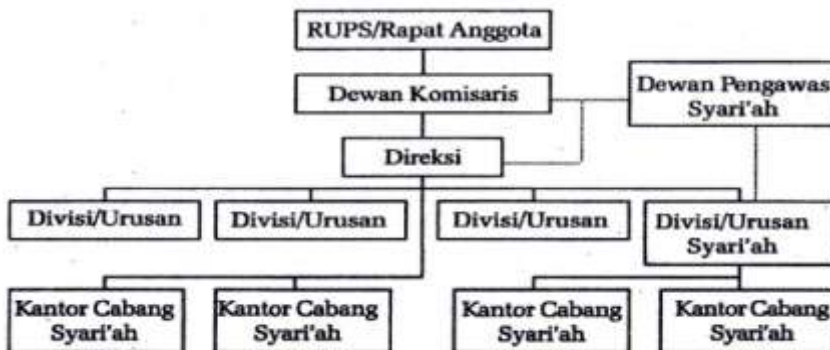 RUPS/Rapat Anggota
Dewan Komisaris
Dewan Pengawas
Syari'ah
Direksi
Divisi/Urusan
Divisi/Urusan
Divisi/Urusan
Divisi/Urusan
Syari'ah
Kantor Cabang
Syari'ah
Kantor Cabang
Syari'ah
Kantor Cabang
Syari'ah
Kantor Cabang
Syari'ah